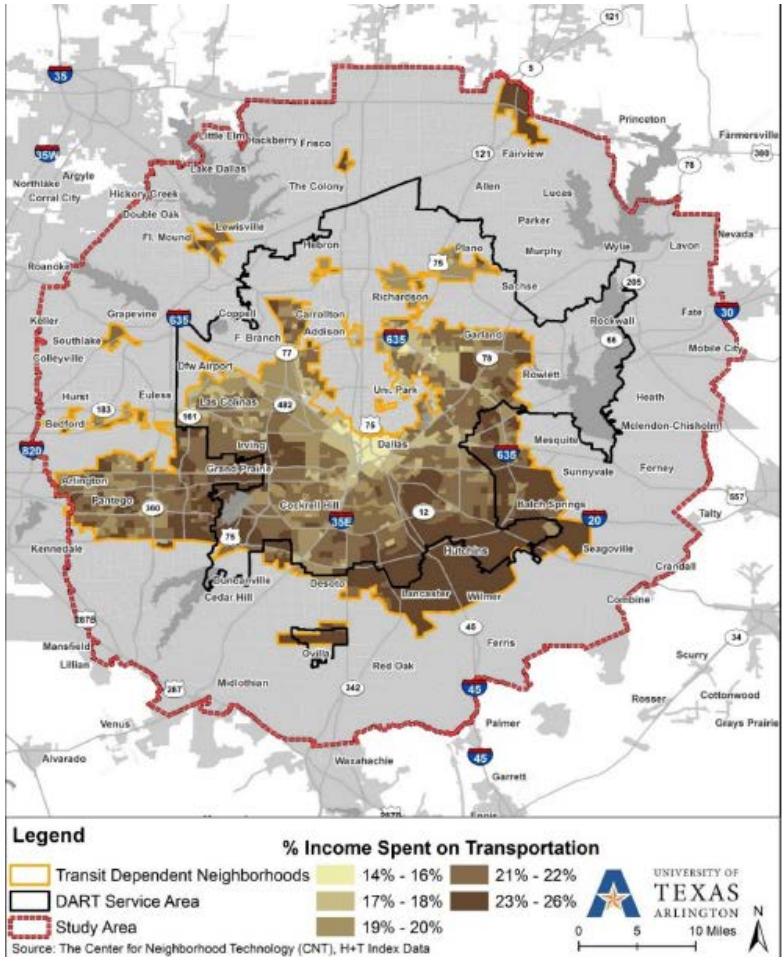 121
5
35
Princeton
Little Elm
Hackberry
Frisco
Farmersville
380
35W
Argyle
Lake Dallas
121
Fairview
78
Northlake
Corral City
Hickory Creek
The Colony
Allen
Lucas
Double Oak
Lewisville
Parker
Nevada
Fl. Mound
Hebron
Plano
Murphy
Wylie
Lavon
75
Roanoke
Sachse
205
Richardson
Keller
Grapevine
635
Coppell
Carrollton
Rockwall
Fate
30
Southlake
F. Branch
Addison
635
Garland
66
Colleyville
77
78
Mobile City
Dfw Airport
Uni. Park
Rowlett
Hurst
Euless
Las Colinas
482
Heath
183
161
75
Bedford
Dallas
Mesquite
Mclendon-Chisholm
820
Irving
635
Sunnyvale
Forney
Arlington
Grand Prairie
557
Pantego
Cockrell Hill
Balch Springs
Talty
360
35E
12
20
75
Hutchins
Seagoville
Kennedale
Duncanville
Desoto
Crandall
Cedar Hill
Lancaster
Wilmer
Combine
287B
45
34
Mansfield
Ovilla
Ferris
Lillian
Scurry
Red Oak
Cottonwood
287
Midlothian
342
45
Rosser
Grays Prairie
Venus
Palmer
Alvarado
Waxahachie
45
Garrett
Ennis
287B
Legend
% Income Spent on Transportation
Transit Dependent Neighborhoods
14% - 16%
21% - 22%
DART Service Area
17% - 18%
23% - 26%
Study Area
19% - 20%
UNIVERSITY OF
TEXAS
ARLINGTON
A
N
0 5 10 Miles
Source: The Center for Neighborhood Technology (CNT), H+T Index Data